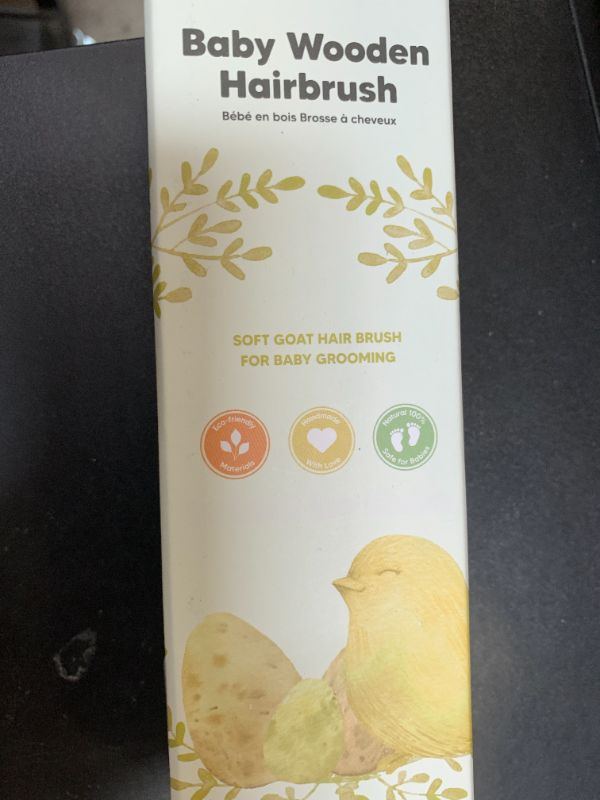 Baby Wooden
Hairbrush
Bébé en bois Brosse à cheveux
SOFT GOAT HAIR BRUSH
FOR BABY GROOMING
Eco-friendly
Materials
Handmade
With Love
Natural 100%
Safe for Babies